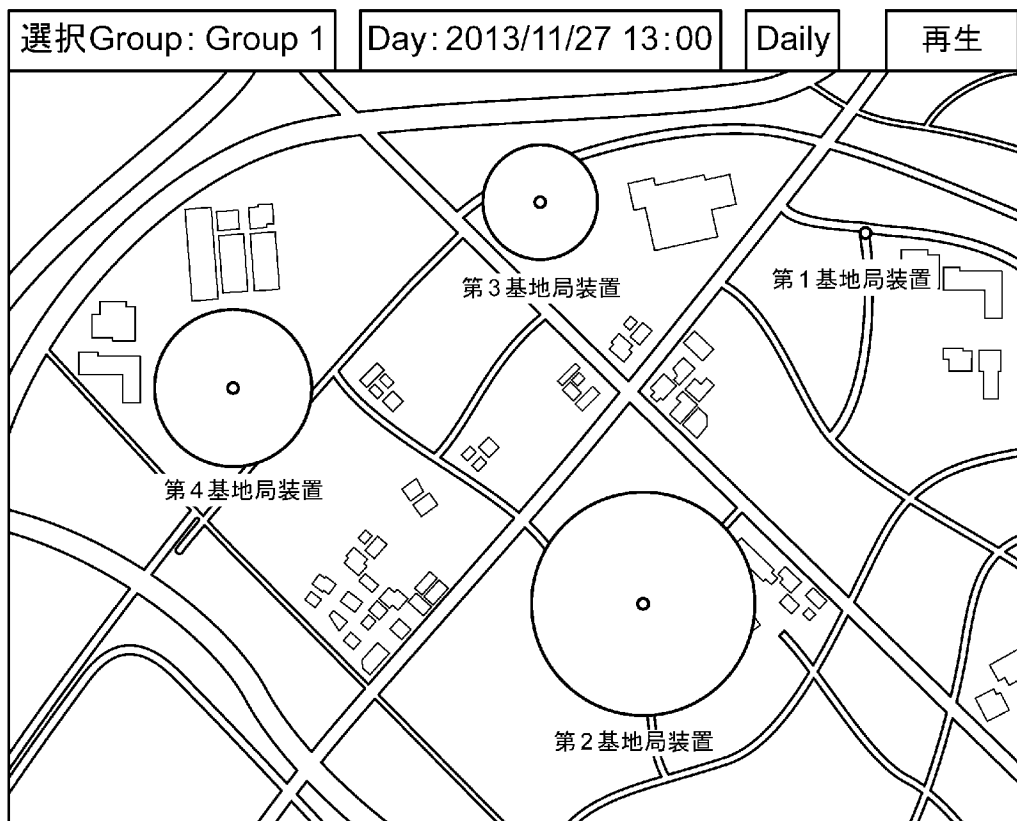 選択Group: Group 1
Day: 2013/11/27 13:00
Daily
再生
第3基地局装置
第1基地局装置
第4基地局装置
第2基地局装置